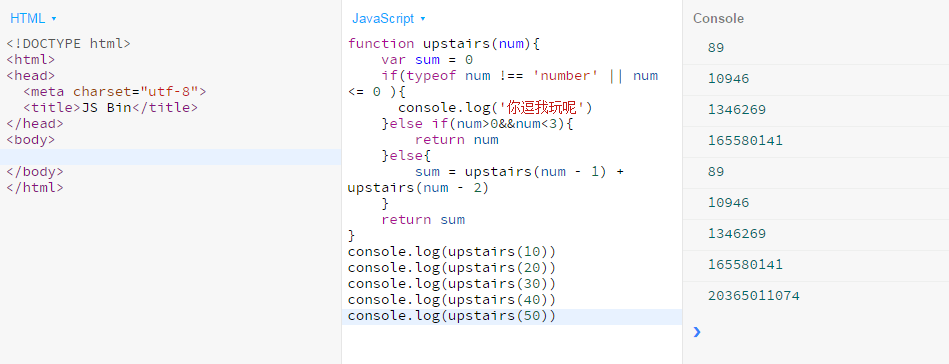 HTML
<!DOCTYPE html>
<html>
<head>
  <meta charset="utf-8">
  <title>JS Bin</title>
</head>
<body>
</body>
</html>
JavaScript
function upstairs(num){
    var sum = 0
    if(typeof num !== 'number' || num
<= 0 ){
      console.log('你逗我玩呢')
    }else if(num>0&&num<3){
        return num
    }else{
        sum = upstairs(num - 1) +
upstairs(num - 2)
    }
    return sum
}
console.log(upstairs(10))
console.log(upstairs(20))
console.log(upstairs(30))
console.log(upstairs(40))
console.log(upstairs(50))
Console
89
10946
1346269
165580141
89
10946
1346269
165580141
20365011074